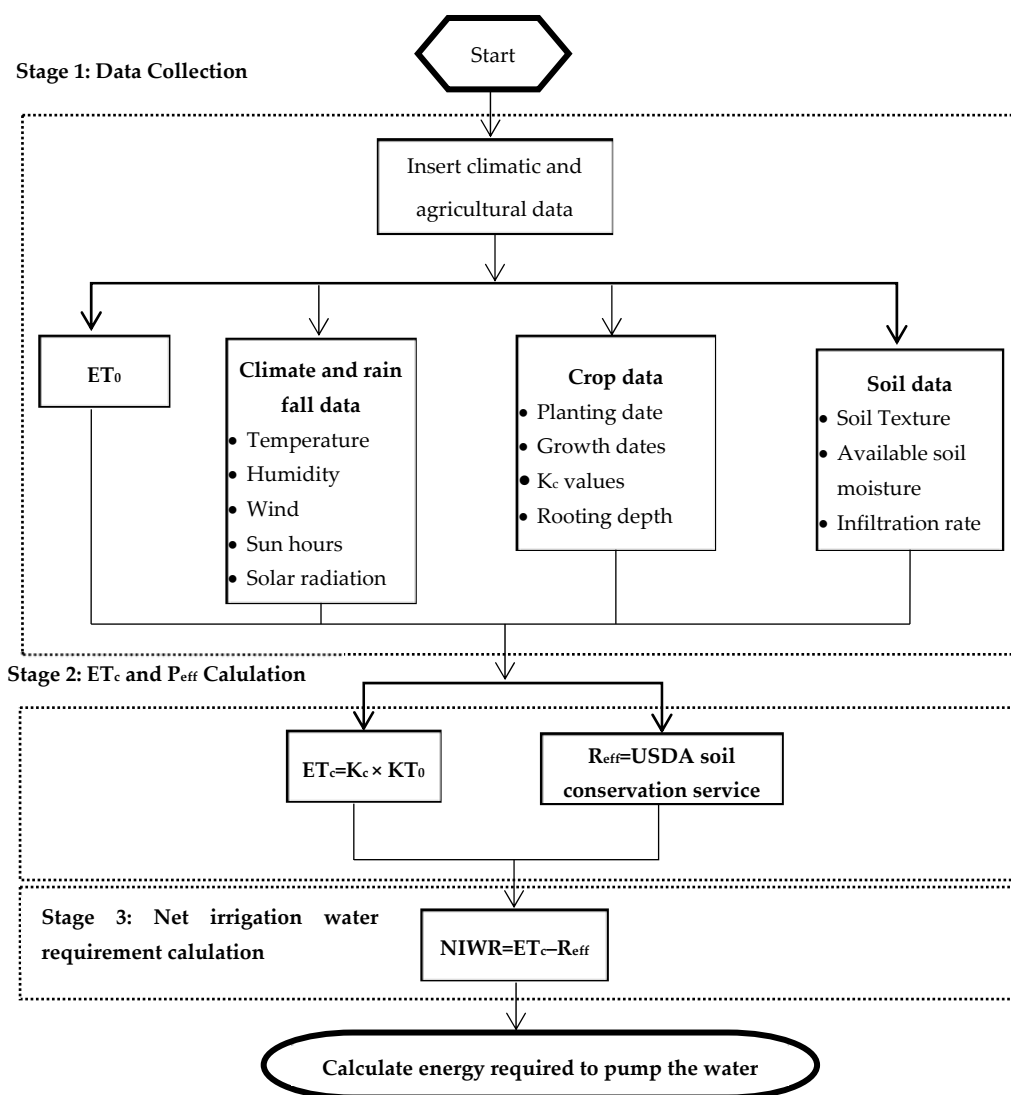 Start
Stage 1: Data Collection
Insert climatic and
agricultural data
ET₀
Climate and rain
fall data
• Temperature
• Humidity
• Wind
• Sun hours
• Solar radiation
Crop data
• Planting date
• Growth dates
• Kc values
• Rooting depth
Soil data
• Soil Texture
• Available soil
moisture
• Infiltration rate
Stage 2: ETc and Peff Calulation
ETc=Kc × KT₀
Reff=USDA soil
conservation service
Stage 3: Net irrigation water
requirement calulation
NIWR=ETc–Reff
Calculate energy required to pump the water